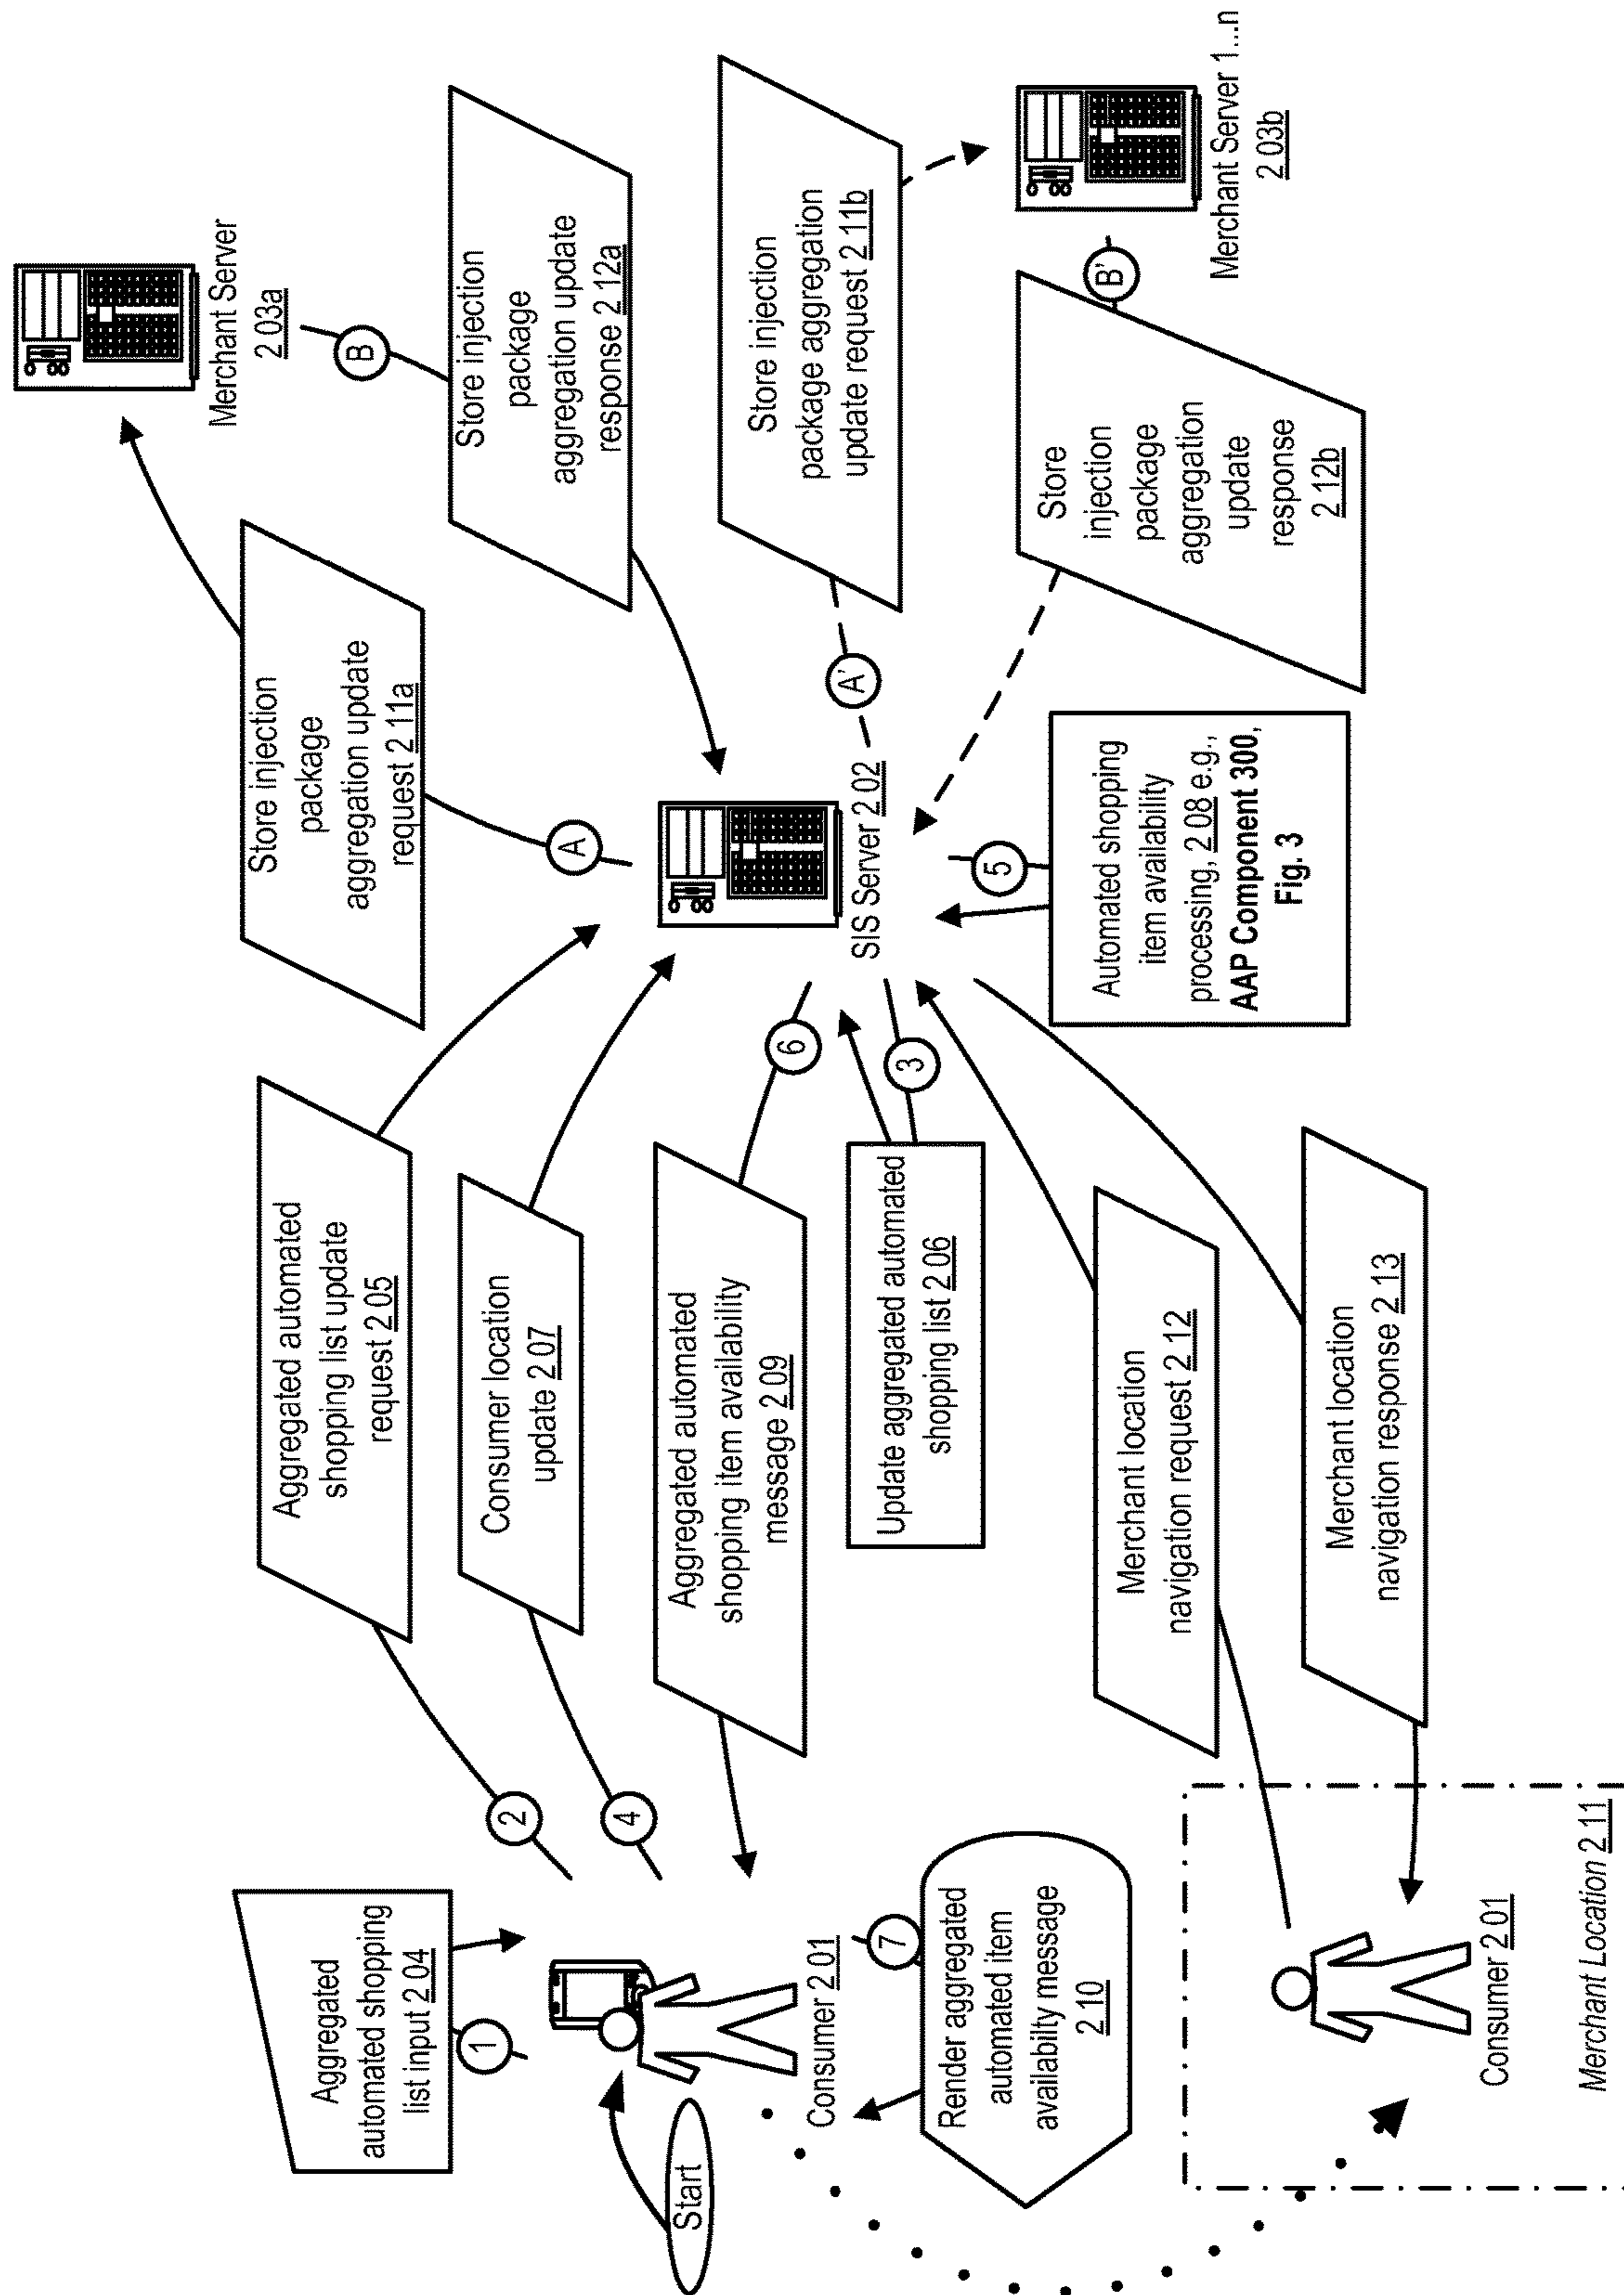 Start
Aggregated
automated shopping
list input 2 04
1
Consumer 2 01
2
Aggregated automated
shopping list update
request 2 05
4
Consumer location
update 2 07
Aggregated automated
shopping item availability
message 2 09
6
Update aggregated automated
shopping list 2 06
3
7
Render aggregated
automated item
availability message
2 10
Merchant location
navigation request 2 12
Merchant location
navigation response 2 13
Consumer 2 01
Merchant Location 2 11
SIS Server 2 02
5
Automated shopping
item availability
processing, 2 08 e.g.,
AAP Component 300,
Fig. 3
A
Store injection
package
aggregation update
request 2 11a
Merchant Server
2 03a
B
Store injection
package
aggregation update
response 2 12a
A'
Store injection
package aggregation
update request 2 11b
Merchant Server 1...n
2 03b
B'
Store
injection
package
aggregation
update
response
2 12b